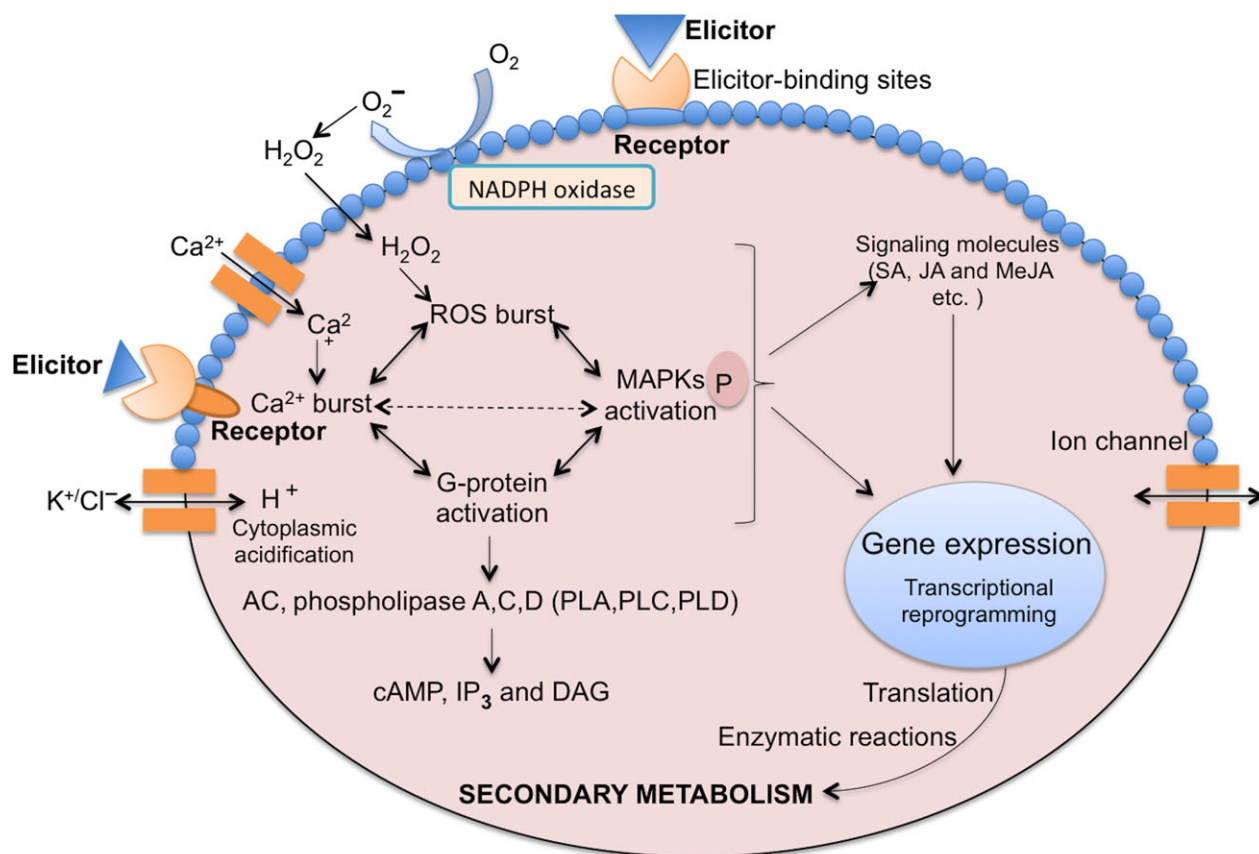 Elicitor
Elicitor-binding sites
Receptor
O₂
O₂⁻
H₂O₂
NADPH oxidase
Ca²⁺
H₂O₂
Signaling molecules
(SA, JA and MeJA
etc. )
ROS burst
Ca²
+
Elicitor
Ca²⁺ burst
Receptor
MAPKs P
activation
Ion channel
K⁺/Cl⁻
H⁺
Cytoplasmic
acidification
G-protein
activation
Gene expression
Transcriptional
reprogramming
AC, phospholipase A,C,D (PLA,PLC,PLD)
cAMP, IP₃ and DAG
Translation
Enzymatic reactions
SECONDARY METABOLISM